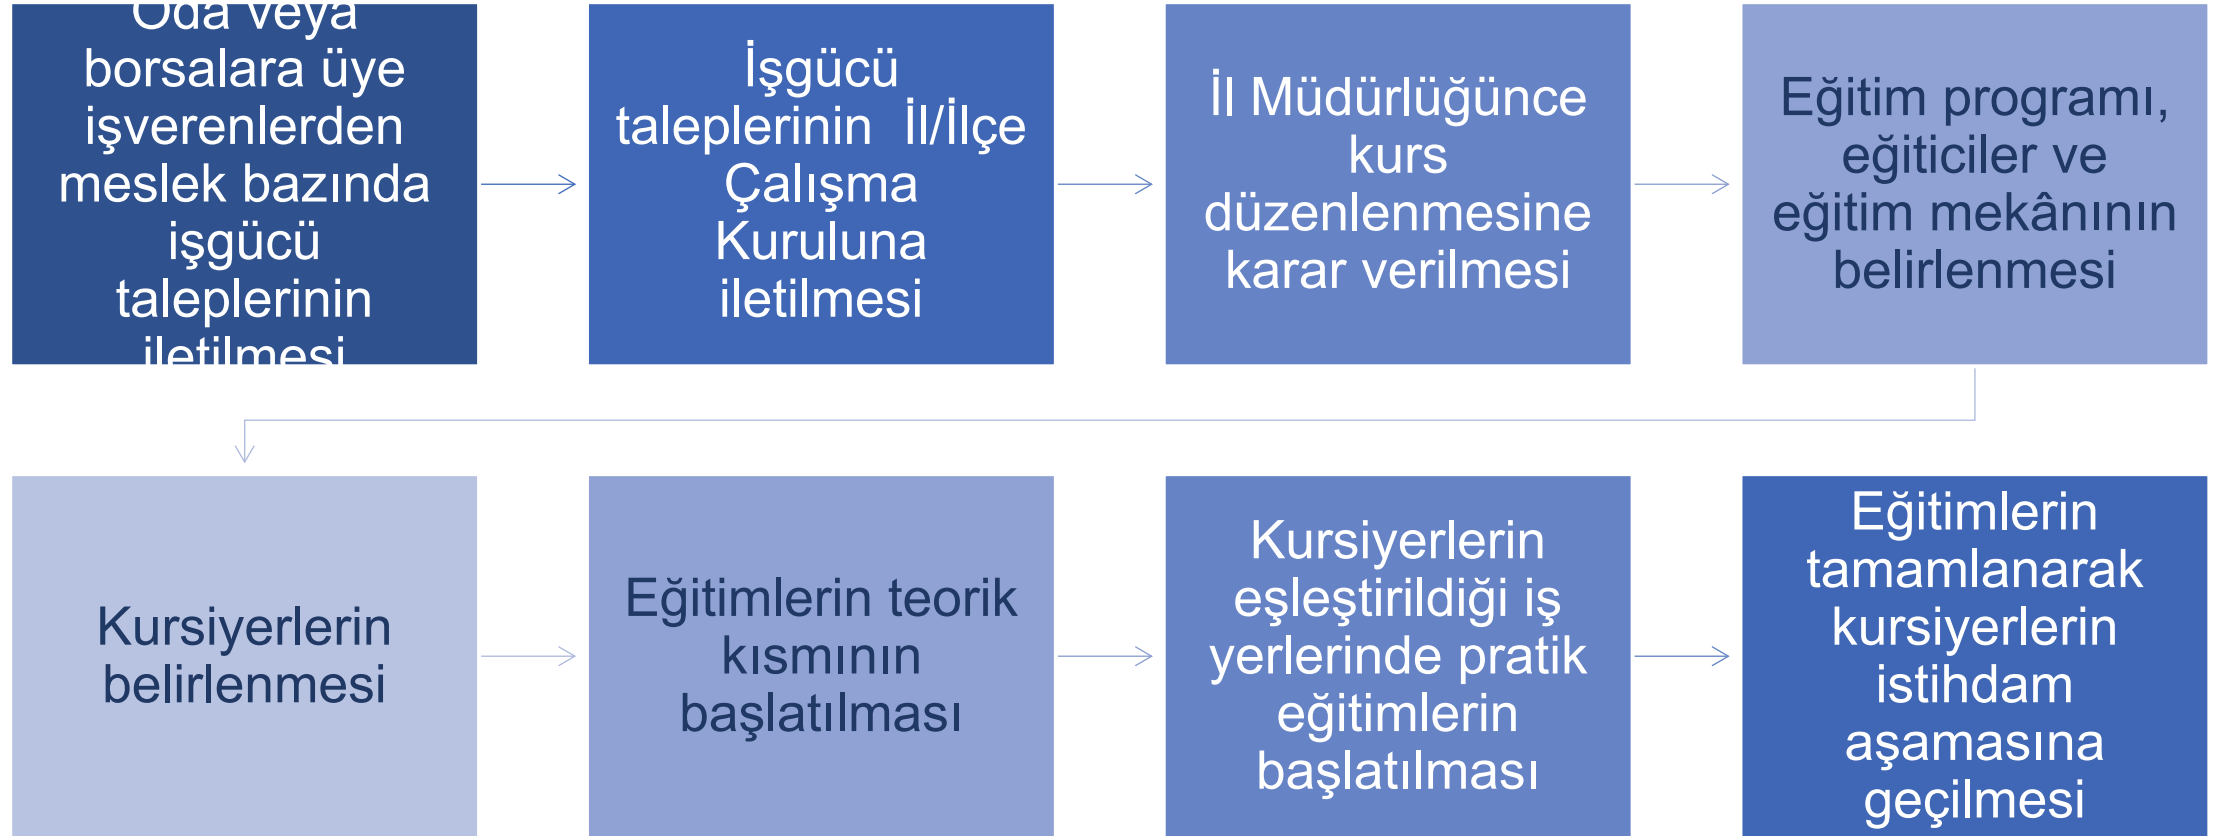 Oda veya
borsalara üye
işverenlerden
meslek bazında
işgücü
taleplerinin
iletilmesi
İşgücü
taleplerinin  İl/İlçe
Çalışma
Kuruluna
iletilmesi
İl Müdürlüğünce
kurs
düzenlenmesine
karar verilmesi
Eğitim programı,
eğiticiler ve
eğitim mekânının
belirlenmesi
Kursiyerlerin
belirlenmesi
Eğitimlerin teorik
kısmının
başlatılması
Kursiyerlerin
eşleştirildiği iş
yerlerinde pratik
eğitimlerin
başlatılması
Eğitimlerin
tamamlanarak
kursiyerlerin
istihdam
aşamasına
geçilmesi